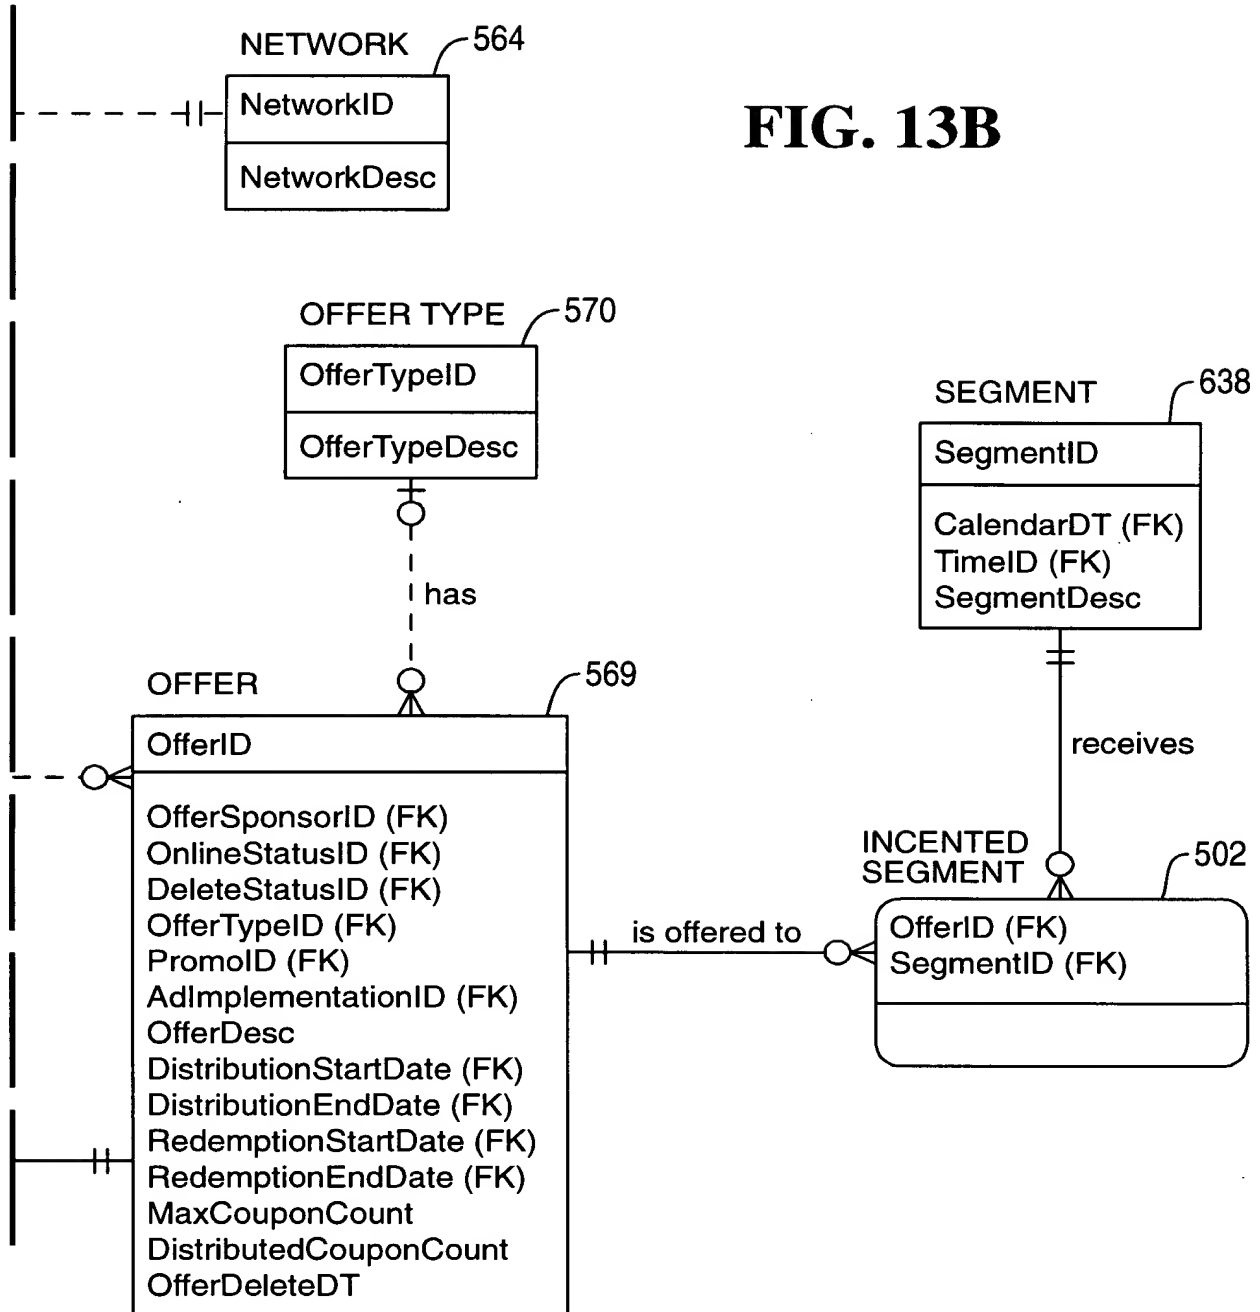 NETWORK
564
NetworkID
NetworkDesc
FIG. 13B
OFFER TYPE
570
OfferTypeID
OfferTypeDesc
has
SEGMENT
638
SegmentID
CalendarDT (FK)
TimeID (FK)
SegmentDesc
receives
OFFER
569
OfferID
OfferSponsorID (FK)
OnlineStatusID (FK)
DeleteStatusID (FK)
OfferTypeID (FK)
PromoID (FK)
AdImplementationID (FK)
OfferDesc
DistributionStartDate (FK)
DistributionEndDate (FK)
RedemptionStartDate (FK)
RedemptionEndDate (FK)
MaxCouponCount
DistributedCouponCount
OfferDeleteDT
is offered to
INCENTED
SEGMENT
502
OfferID (FK)
SegmentID (FK)